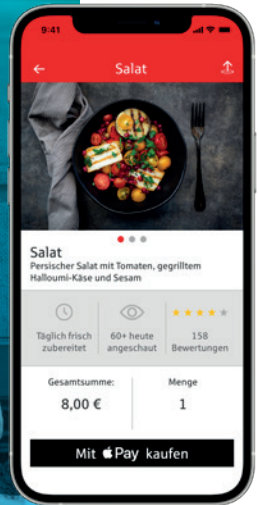 9:41
Salat
Salat
Persischer Salat mit Tomaten, gegrilltem
Halloumi-Käse und Sesam
Täglich frisch
zubereitet
60+ heute
angeschaut
158
Bewertungen
Gesamtsumme:
8,00 €
Menge
1
Mit Pay kaufen